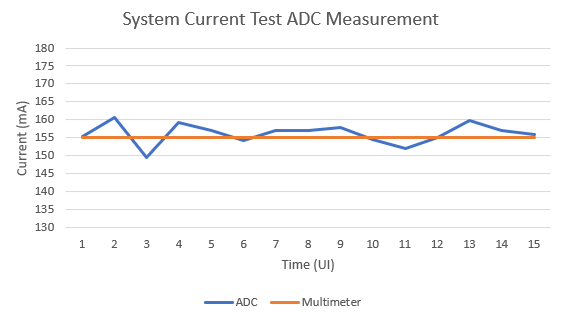 System Current Test ADC Measurement
Current (mA)
180
175
170
165
160
155
150
145
140
135
130
1 2 3 4 5 6 7 8 9 10 11 12 13 14 15
Time (UI)
ADC Multimeter